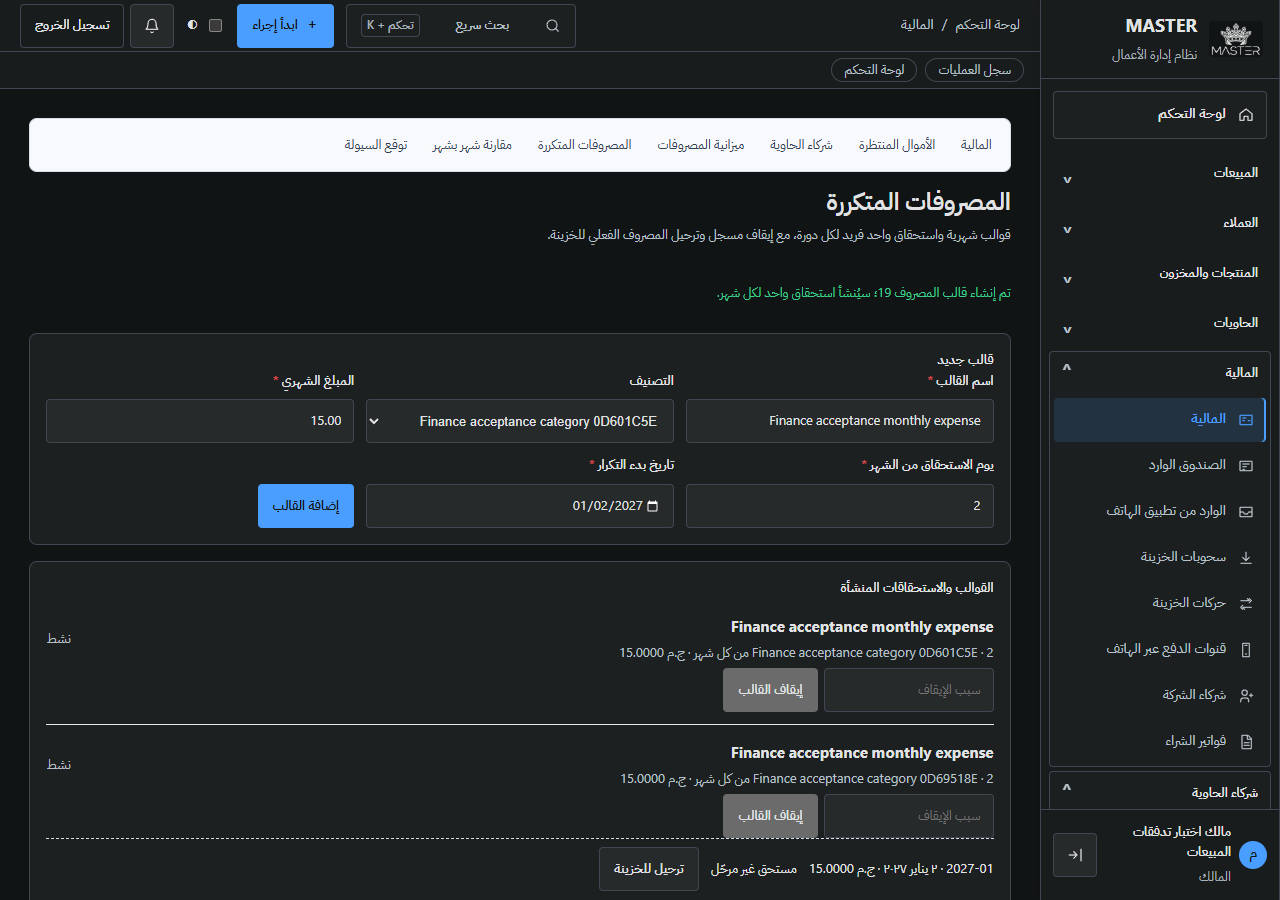 MASTER
نظام إدارة الأعمال
MASTER
لوحة التحكم
المبيعات
العملاء
المنتجات والمخزون
الحاويات
المالية
المالية
الصندوق الوارد
الوارد من تطبيق الهاتف
سحوبات الخزينة
حركات الخزينة
قنوات الدفع عبر الهاتف
شركاء الشركة
فواتير الشراء
شركاء الحاوية
مالك اختبار تدفقات المبيعات
المالك
م
لوحة التحكم / المالية
بحث سريع
تحكم + K
+ ابدأ إجراء
تسجيل الخروج
سجل العمليات
لوحة التحكم
المالية
الأموال المنتظرة
شركاء الحاوية
ميزانية المصروفات
المصروفات المتكررة
مقارنة شهر بشهر
توقع السيولة
المصروفات المتكررة
قوالب شهرية واستحقاق واحد فريد لكل دورة، مع إيقاف مسجل وترحيل المصروف الفعلي للخزينة.
تم إنشاء قالب المصروف 19؛ سيُنشأ استحقاق واحد لكل شهر.
قالب جديد
اسم القالب *
التصنيف
المبلغ الشهري *
Finance acceptance monthly expense
Finance acceptance category 0D601C5E
15.00
يوم الاستحقاق من الشهر *
تاريخ بدء التكرار *
2
01/02/2027
إضافة القالب
القوالب والاستحقاقات المنشأة
Finance acceptance monthly expense
نشط
Finance acceptance category 0D601C5E · 2 من كل شهر · ج.م 15.0000
سبب الإيقاف
إيقاف القالب
Finance acceptance monthly expense
نشط
Finance acceptance category 0D69518E · 2 من كل شهر · ج.م 15.0000
سبب الإيقاف
إيقاف القالب
2027-01 · ٢ يناير ٢٠٢٧ · ج.م 15.0000
مستحق غير مرحّل
ترحيل للخزينة